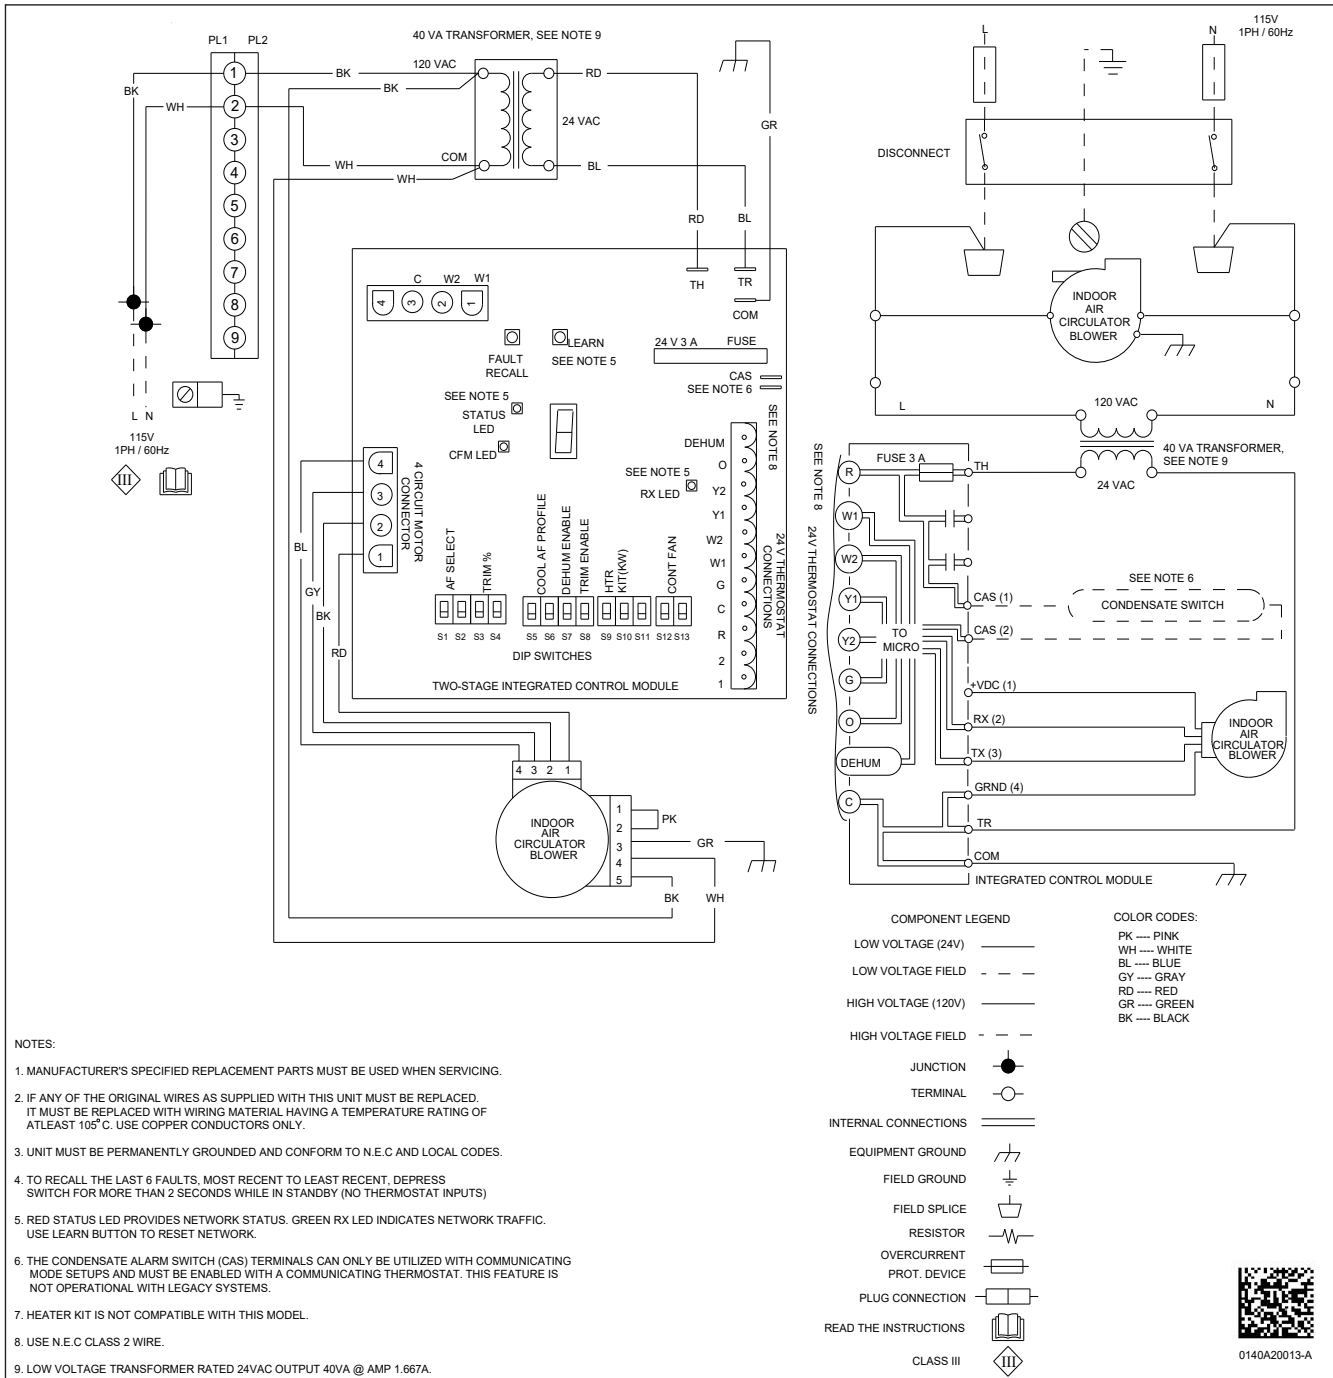 PL1 PL2
40 VA TRANSFORMER, SEE NOTE 9
120 VAC
BK
BK
BK
WH
RD
24 VAC
COM
WH
WH
BL
GR
RD
BL
1
2
3
4
5
6
7
8
9
L N
115V
1PH / 60Hz
III
TH
TR
COM
C W2 W1
4 3 2 1
FAULT
RECALL
LEARN
SEE NOTE 5
24 V 3 A FUSE
CAS
SEE NOTE 6
SEE NOTE 5
STATUS
LED
CFM LED
SEE NOTE 5
RX LED
SEE NOTE 8
24 V THERMOSTAT
CONNECTIONS
DEHUM
O
Y2
Y1
W2
W1
G
C
R
2
1
4 CIRCUIT MOTOR
CONNECTOR
4
3
2
1
BL
GY
BK
RD
AF SELECT
TRIM %
COOL AF PROFILE
DEHUM ENABLE
TRIM ENABLE
HTR
KIT(KW)
CONT FAN
S1 S2 S3 S4 S5 S6 S7 S8 S9 S10 S11 S12 S13
DIP SWITCHES
TWO-STAGE INTEGRATED CONTROL MODULE
4 3 2 1
INDOOR
AIR
CIRCULATOR
BLOWER
1
2
3
4
5
PK
GR
BK
WH
L
N
115V
1PH / 60Hz
DISCONNECT
INDOOR
AIR
CIRCULATOR
BLOWER
L
120 VAC
N
40 VA TRANSFORMER,
SEE NOTE 9
24 VAC
SEE NOTE 8
24V THERMOSTAT CONNECTIONS
FUSE 3 A
TH
R
W1
W2
Y1
Y2
G
O
DEHUM
C
TO
MICRO
SEE NOTE 6
CONDENSATE SWITCH
CAS (1)
CAS (2)
+VDC (1)
RX (2)
TX (3)
GRND (4)
TR
COM
INDOOR
AIR
CIRCULATOR
BLOWER
INTEGRATED CONTROL MODULE
COMPONENT LEGEND
LOW VOLTAGE (24V)
LOW VOLTAGE FIELD
HIGH VOLTAGE (120V)
HIGH VOLTAGE FIELD
JUNCTION
TERMINAL
INTERNAL CONNECTIONS
EQUIPMENT GROUND
FIELD GROUND
FIELD SPLICE
RESISTOR
OVERCURRENT
PROT. DEVICE
PLUG CONNECTION
READ THE INSTRUCTIONS
CLASS III
III
COLOR CODES:
PK ---- PINK
WH ---- WHITE
BL ---- BLUE
GY ---- GRAY
RD ---- RED
GR ---- GREEN
BK ---- BLACK
NOTES:
1. MANUFACTURER'S SPECIFIED REPLACEMENT PARTS MUST BE USED WHEN SERVICING.
2. IF ANY OF THE ORIGINAL WIRES AS SUPPLIED WITH THIS UNIT MUST BE REPLACED.
IT MUST BE REPLACED WITH WIRING MATERIAL HAVING A TEMPERATURE RATING OF
ATLEAST 105°C. USE COPPER CONDUCTORS ONLY.
3. UNIT MUST BE PERMANENTLY GROUNDED AND CONFORM TO N.E.C AND LOCAL CODES.
4. TO RECALL THE LAST 6 FAULTS, MOST RECENT TO LEAST RECENT, DEPRESS
SWITCH FOR MORE THAN 2 SECONDS WHILE IN STANDBY (NO THERMOSTAT INPUTS)
5. RED STATUS LED PROVIDES NETWORK STATUS. GREEN RX LED INDICATES NETWORK TRAFFIC.
USE LEARN BUTTON TO RESET NETWORK.
6. THE CONDENSATE ALARM SWITCH (CAS) TERMINALS CAN ONLY BE UTILIZED WITH COMMUNICATING
MODE SETUPS AND MUST BE ENABLED WITH A COMMUNICATING THERMOSTAT. THIS FEATURE IS
NOT OPERATIONAL WITH LEGACY SYSTEMS.
7. HEATER KIT IS NOT COMPATIBLE WITH THIS MODEL.
8. USE N.E.C CLASS 2 WIRE.
9. LOW VOLTAGE TRANSFORMER RATED 24VAC OUTPUT 40VA @ AMP 1.667A.
0140A20013-A